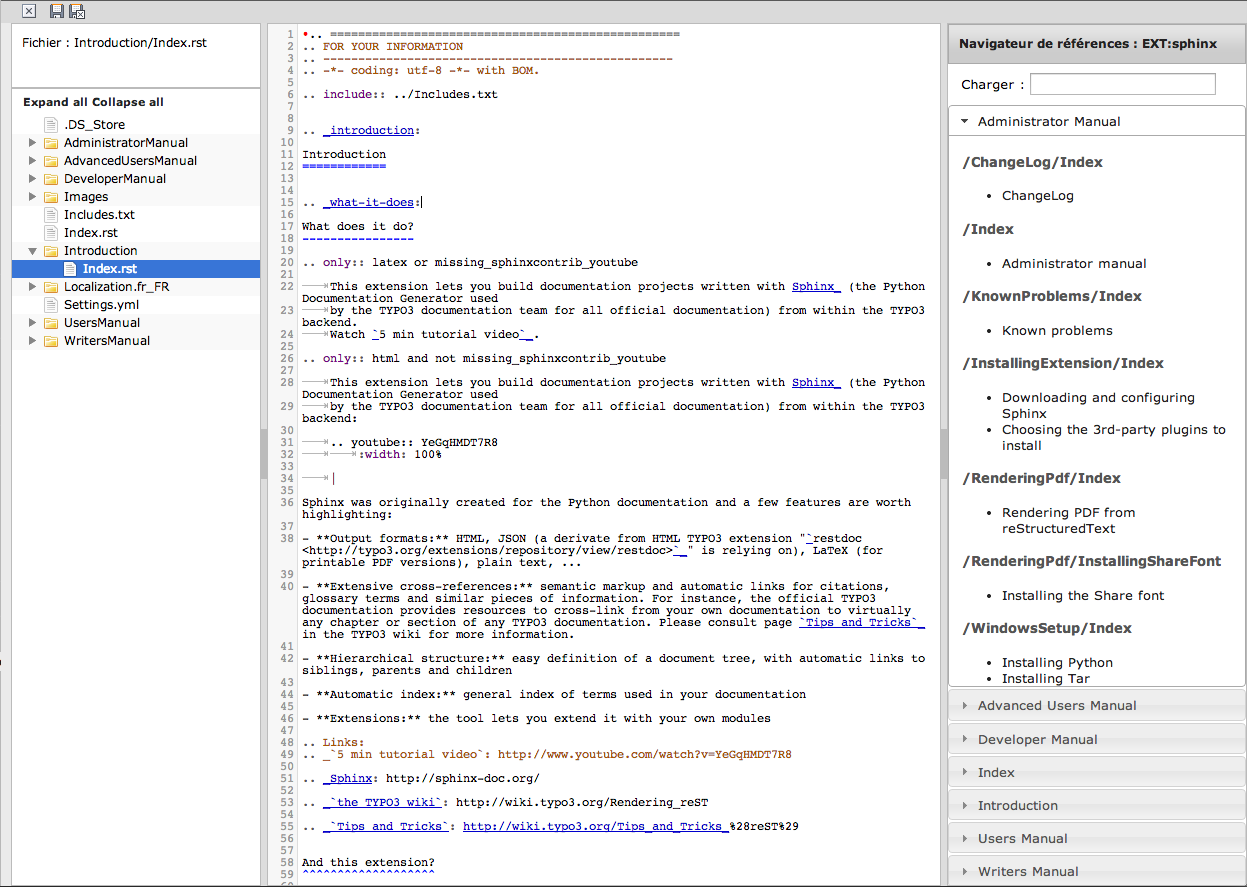 Fichier : Introduction/Index.rst
Expand all Collapse all
.DS_Store
AdministratorManual
AdvancedUsersManual
DeveloperManual
Images
Includes.txt
Index.rst
Introduction
Index.rst
Localization.fr_FR
Settings.yml
UsersManual
WritersManual
1 .. ==================================================
2 .. FOR YOUR INFORMATION
3 .. --------------------------------------------------
4 .. -*- coding: utf-8 -*- with BOM.
5
6 .. include:: ../Includes.txt
7
8
9 .. _introduction:
10
11 Introduction
12 ============
13
14
15 .. _what-it-does:
16
17 What does it do?
18 ----------------
19
20 .. only:: latex or missing_sphinxcontrib_youtube
21
22 This extension lets you build documentation projects written with Sphinx_ (the Python
Documentation Generator used
23 by the TYPO3 documentation team for all official documentation) from within the TYPO3
backend.
24 Watch `5 min tutorial video`_.
25
26 .. only:: html and not missing_sphinxcontrib_youtube
27
28 This extension lets you build documentation projects written with Sphinx_ (the Python
Documentation Generator used
29 by the TYPO3 documentation team for all official documentation) from within the TYPO3
backend:
30
31 .. youtube:: YeGqHMDT7R8
32 :width: 100%
33
34
35
36 Sphinx was originally created for the Python documentation and a few features are worth
highlighting:
37
38 - **Output formats:** HTML, JSON (a derivate from HTML TYPO3 extension "`restdoc
<http://typo3.org/extensions/repository/view/restdoc>`_" is relying on), LaTeX (for
printable PDF versions), plain text, ...
39
40 - **Extensive cross-references:** semantic markup and automatic links for citations,
glossary terms and similar pieces of information. For instance, the official TYPO3
documentation provides resources to cross-link from your own documentation to virtually
any chapter or section of any TYPO3 documentation. Please consult page `Tips and Tricks`_
in the TYPO3 wiki for more information.
41
42 - **Hierarchical structure:** easy definition of a document tree, with automatic links to
siblings, parents and children
43
44 - **Automatic index:** general index of terms used in your documentation
45
46 - **Extensions:** the tool lets you extend it with your own modules
47
48 .. Links:
49 .. _`5 min tutorial video`: http://www.youtube.com/watch?v=YeGqHMDT7R8
50
51 .. _Sphinx: http://sphinx-doc.org/
52
53 .. _`the TYPO3 wiki`: http://wiki.typo3.org/Rendering_reST
54
55 .. _`Tips and Tricks`: http://wiki.typo3.org/Tips_and_Tricks_%28reST%29
56
57
58 And this extension?
59 ^^^^^^^^^^^^^^^^^^^
Navigateur de références : EXT:sphinx
Charger :
Administrator Manual
/ChangeLog/Index
• ChangeLog
/Index
• Administrator manual
/KnownProblems/Index
• Known problems
/InstallingExtension/Index
• Downloading and configuring
Sphinx
• Choosing the 3rd-party plugins to
install
/RenderingPdf/Index
• Rendering PDF from
reStructuredText
/RenderingPdf/InstallingShareFont
• Installing the Share font
/WindowsSetup/Index
• Installing Python
• Installing Tar
Advanced Users Manual
Developer Manual
Index
Introduction
Users Manual
Writers Manual